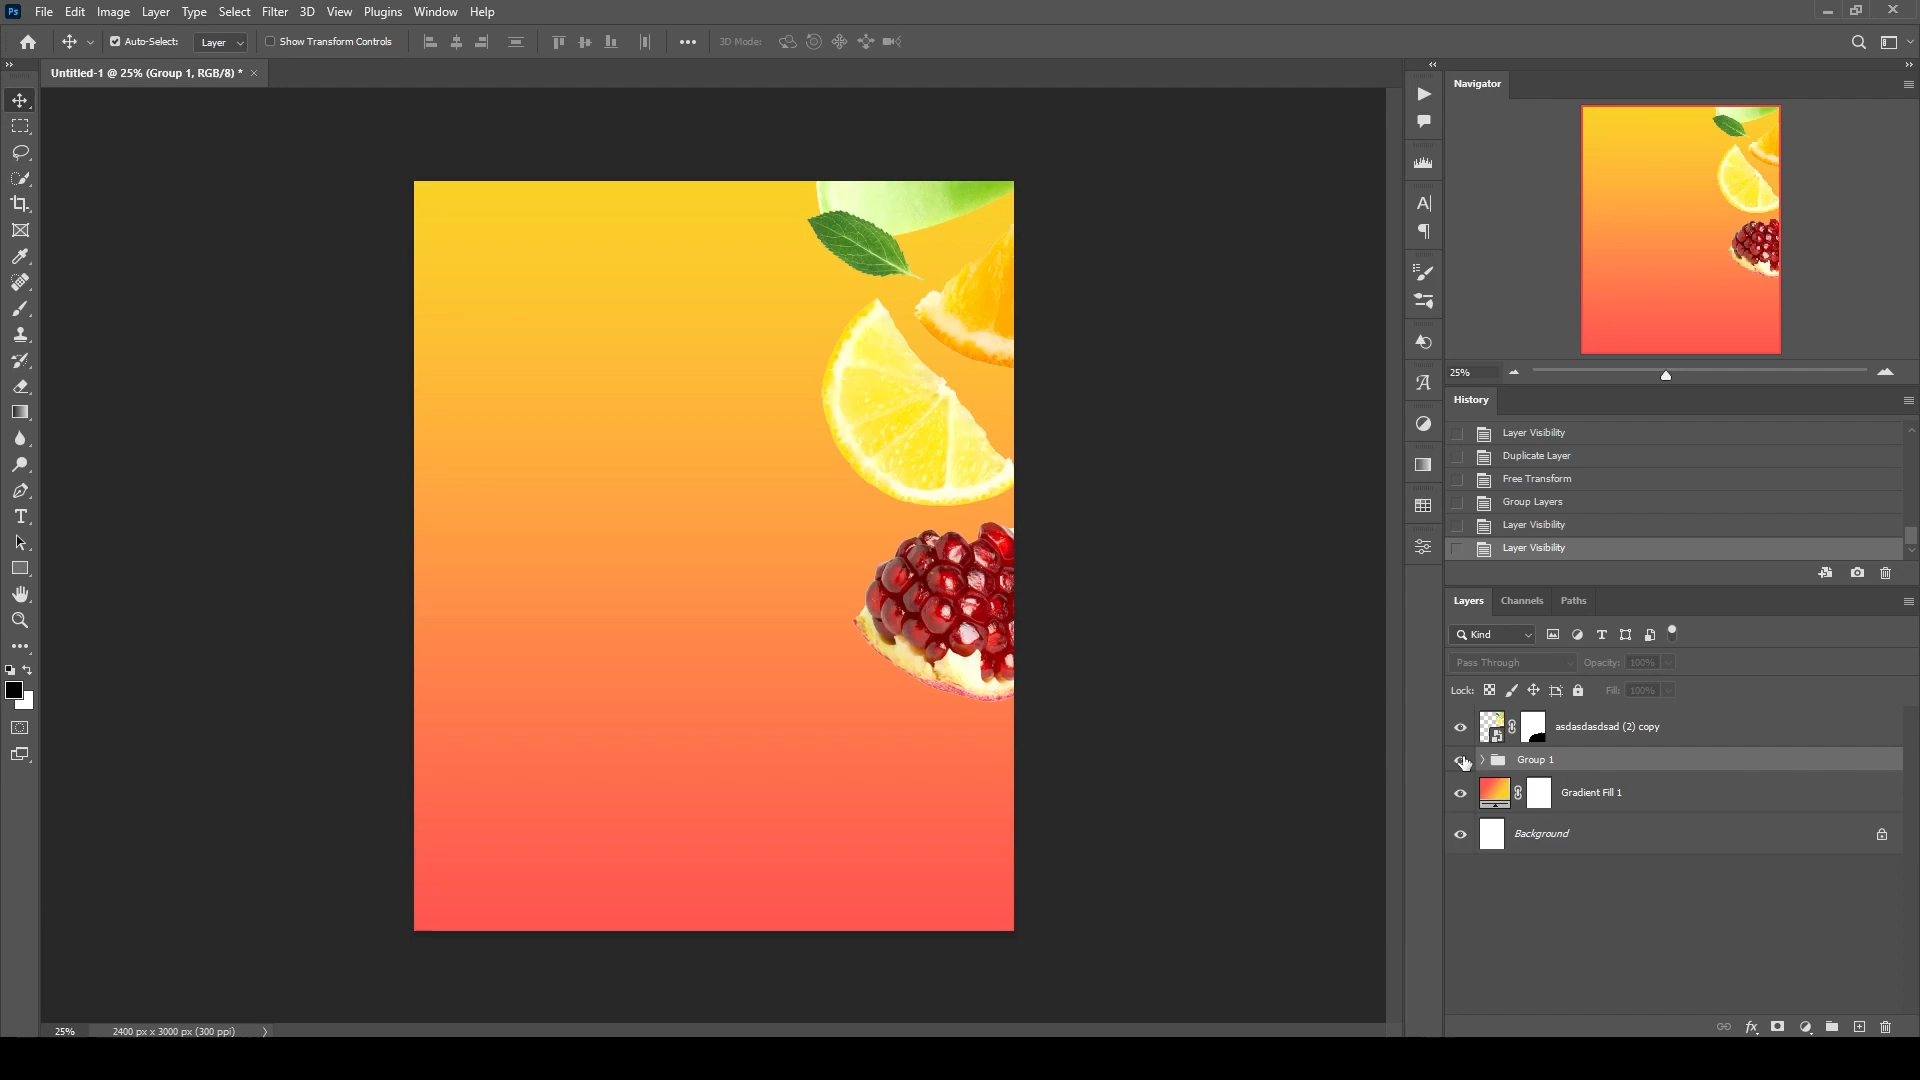 Ps File Edit Image Layer Type Select Filter 3D View Plugins Window Help
Auto-Select: Layer Show Transform Controls 3D Mode:
Untitled-1 @ 25% (Group 1, RGB/8) *
Navigator
25%
History
Layer Visibility
Duplicate Layer
Free Transform
Group Layers
Layer Visibility
Layer Visibility
Layers Channels Paths
Kind
Pass Through Opacity: 100%
Lock: Fill: 100%
asdasdasdsad (2) copy
Group 1
Gradient Fill 1
Background
25% 2400 px x 3000 px (300 ppi)